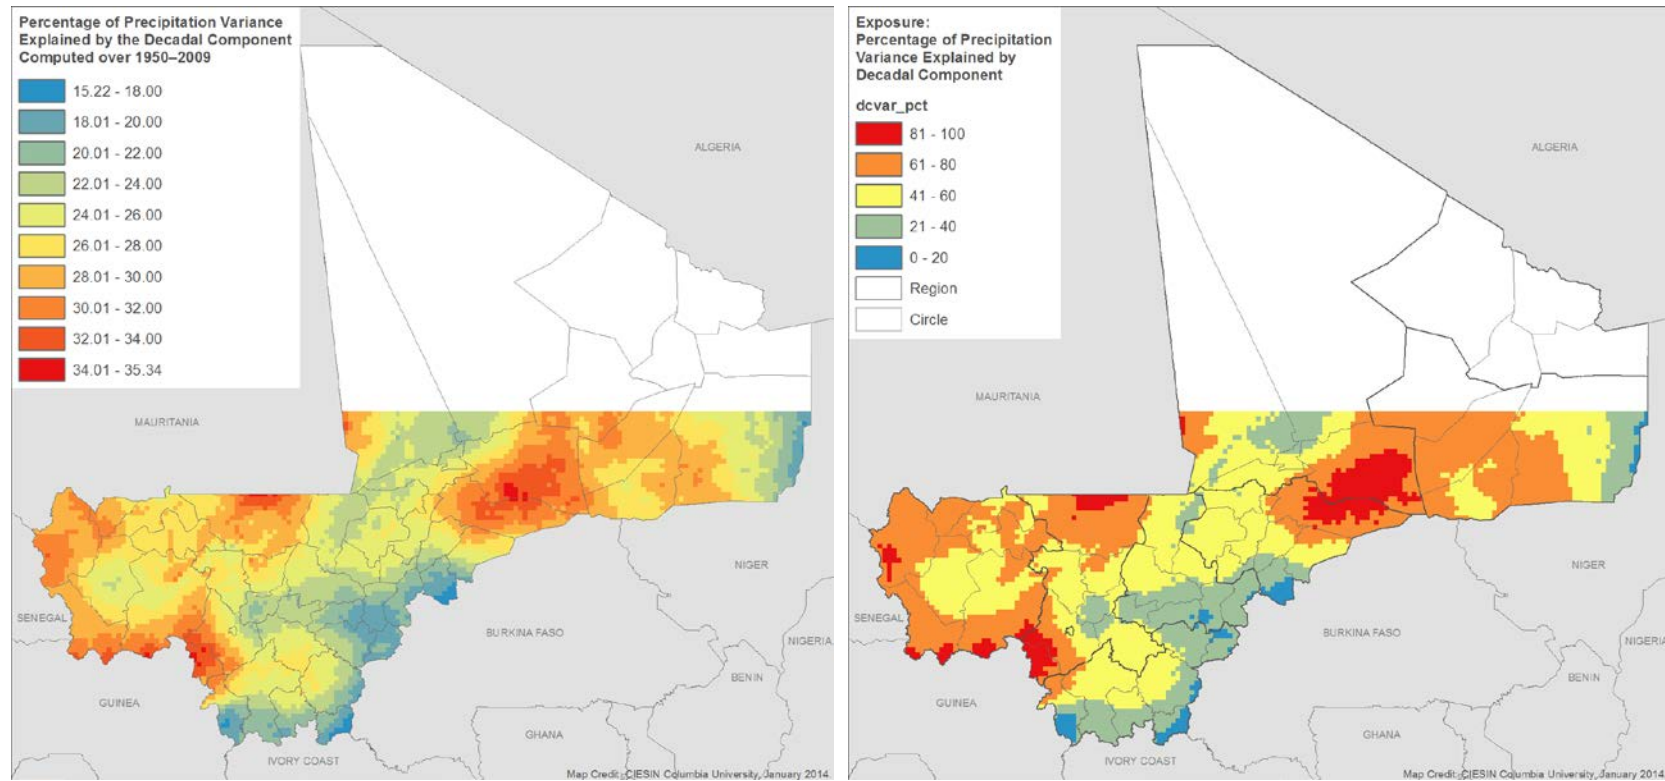 Percentage of Precipitation Variance
Explained by the Decadal Component
Computed over 1950–2009
15.22 - 18.00
18.01 - 20.00
20.01 - 22.00
22.01 - 24.00
24.01 - 26.00
26.01 - 28.00
28.01 - 30.00
30.01 - 32.00
32.01 - 34.00
34.01 - 35.34
ALGERIA
MAURITANIA
NIGER
SENEGAL
BURKINA FASO
NIGERIA
BENIN
GUINEA
GHANA
IVORY COAST
Map Credit: CIESIN Columbia University, January 2014.
Exposure:
Percentage of Precipitation
Variance Explained by
Decadal Component
dcvar_pct
81 - 100
61 - 80
41 - 60
21 - 40
0 - 20
Region
Circle
ALGERIA
MAURITANIA
NIGER
SENEGAL
BURKINA FASO
NIGERIA
BENIN
GUINEA
GHANA
IVORY COAST
Map Credit: CIESIN Columbia University, January 2014.